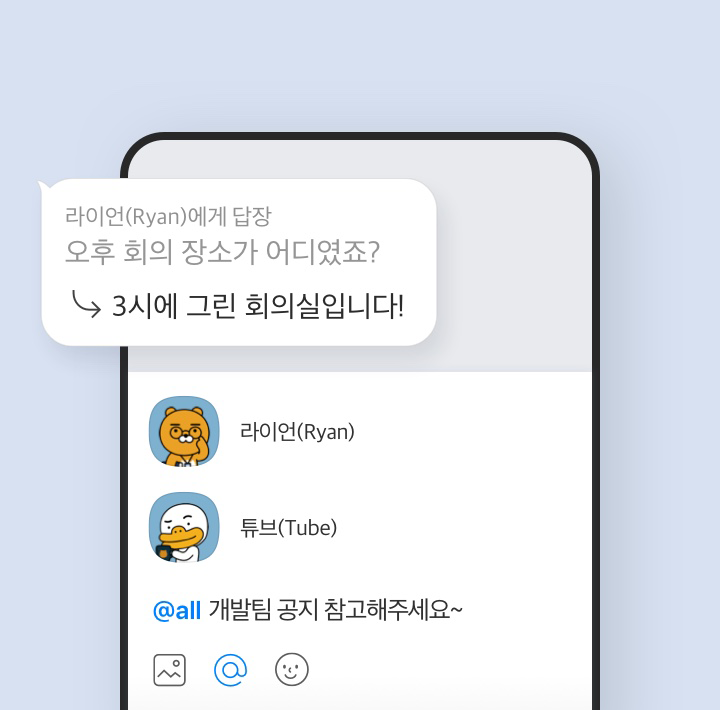 라이언(Ryan)에게 답장
오후 회의 장소가 어디였죠?
3시에 그린 회의실입니다!
라이언(Ryan)
튜브(Tube)
@all 개발팀 공지 참고해주세요~